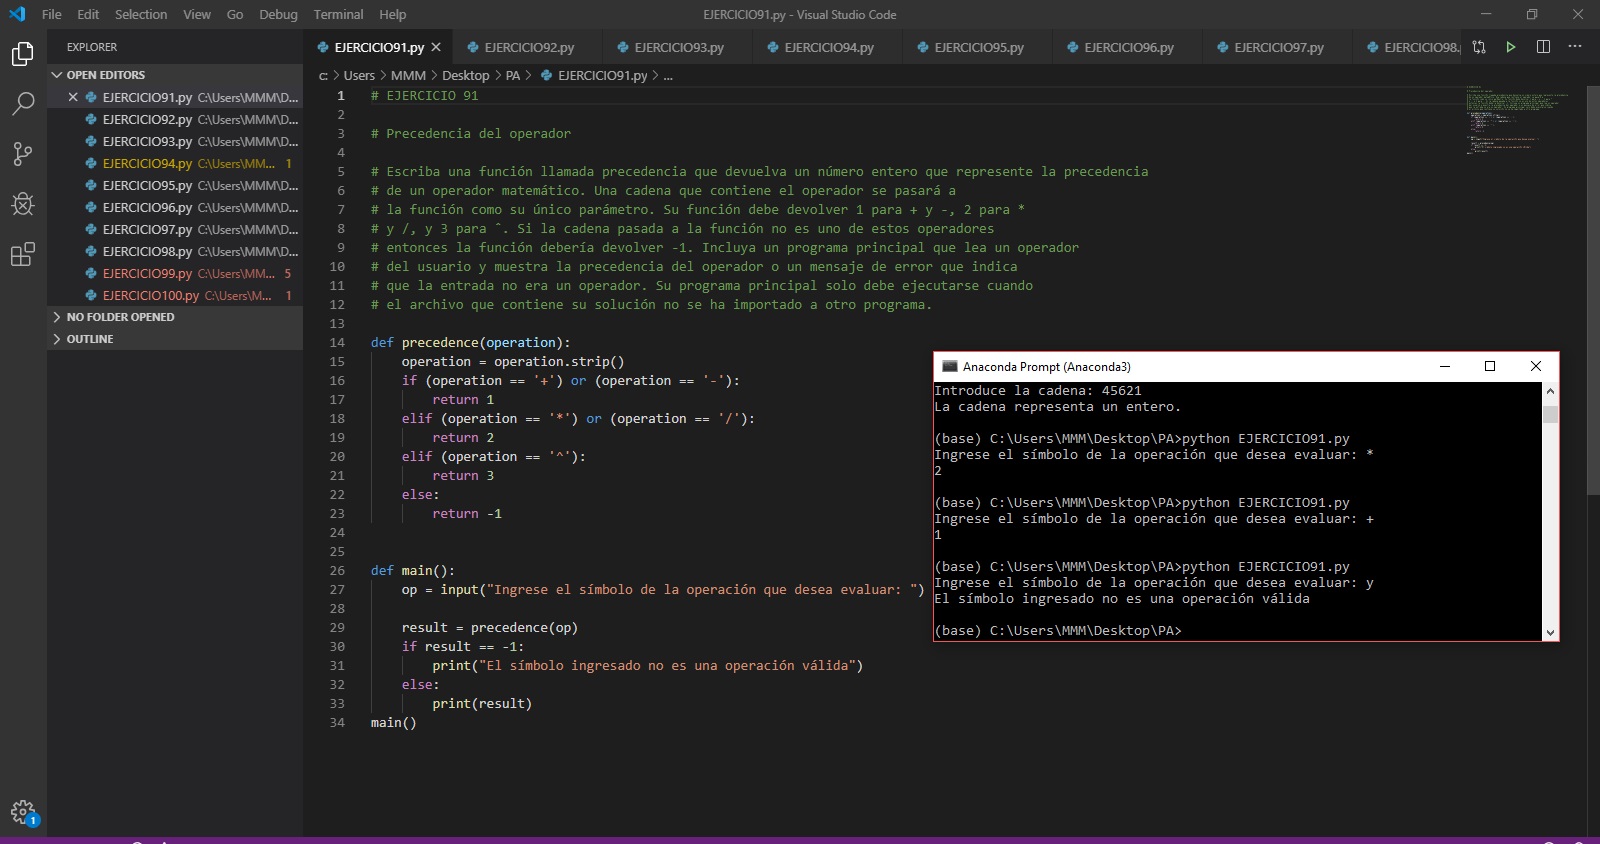 File Edit Selection View Go Debug Terminal Help
EJERCICIO91.py - Visual Studio Code
EXPLORER
OPEN EDITORS
EJERCICIO91.py C:\Users\MMM\D...
EJERCICIO92.py C:\Users\MMM\D...
EJERCICIO93.py C:\Users\MMM\D...
EJERCICIO94.py C:\Users\MM... 1
EJERCICIO95.py C:\Users\MMM\D...
EJERCICIO96.py C:\Users\MMM\D...
EJERCICIO97.py C:\Users\MMM\D...
EJERCICIO98.py C:\Users\MMM\D...
EJERCICIO99.py C:\Users\MM... 5
EJERCICIO100.py C:\Users\M... 1
NO FOLDER OPENED
OUTLINE
1
EJERCICIO91.py EJERCICIO92.py EJERCICIO93.py EJERCICIO94.py EJERCICIO95.py EJERCICIO96.py EJERCICIO97.py EJERCICIO98.
c: > Users > MMM > Desktop > PA > EJERCICIO91.py > ...
1 # EJERCICIO 91
2
3 # Precedencia del operador
4
5 # Escriba una función llamada precedencia que devuelva un número entero que represente la precedencia
6 # de un operador matemático. Una cadena que contiene el operador se pasará a
7 # la función como su único parámetro. Su función debe devolver 1 para + y -, 2 para *
8 # y /, y 3 para ˆ. Si la cadena pasada a la función no es uno de estos operadores
9 # entonces la función debería devolver -1. Incluya un programa principal que lea un operador
10 # del usuario y muestra la precedencia del operador o un mensaje de error que indica
11 # que la entrada no era un operador. Su programa principal solo debe ejecutarse cuando
12 # el archivo que contiene su solución no se ha importado a otro programa.
13
14 def precedence(operation):
15 operation = operation.strip()
16 if (operation == '+') or (operation == '-'):
17 return 1
18 elif (operation == '*') or (operation == '/'):
19 return 2
20 elif (operation == '^'):
21 return 3
22 else:
23 return -1
24
25
26 def main():
27 op = input("Ingrese el símbolo de la operación que desea evaluar: ")
28
29 result = precedence(op)
30 if result == -1:
31 print("El símbolo ingresado no es una operación válida")
32 else:
33 print(result)
34 main()
Anaconda Prompt (Anaconda3)
Introduce la cadena: 45621
La cadena representa un entero.
(base) C:\Users\MMM\Desktop\PA>python EJERCICIO91.py
Ingrese el símbolo de la operación que desea evaluar: *
2
(base) C:\Users\MMM\Desktop\PA>python EJERCICIO91.py
Ingrese el símbolo de la operación que desea evaluar: +
1
(base) C:\Users\MMM\Desktop\PA>python EJERCICIO91.py
Ingrese el símbolo de la operación que desea evaluar: y
El símbolo ingresado no es una operación válida
(base) C:\Users\MMM\Desktop\PA>